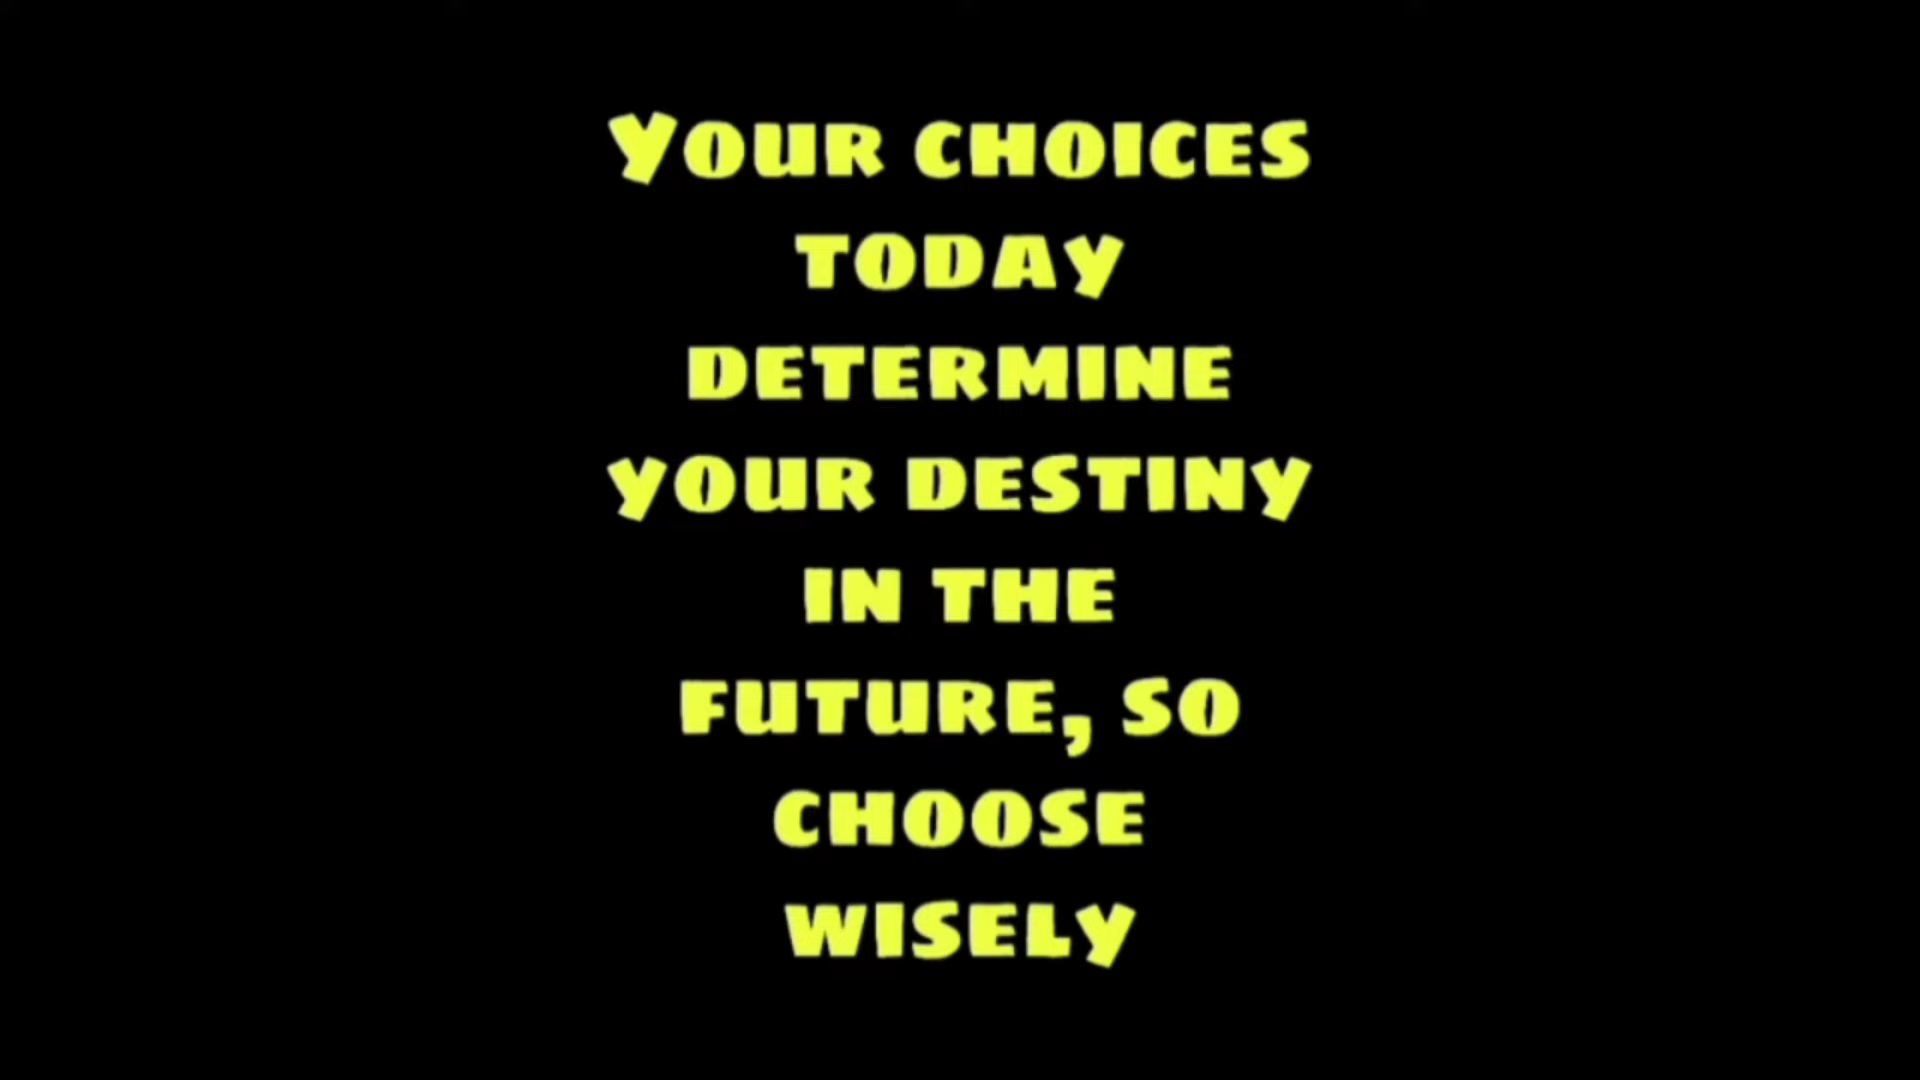 Your choices
today
determine
your destiny
in the
future, so
choose
wisely